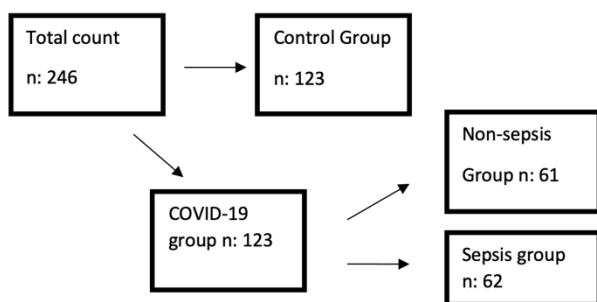 Total count
n: 246
Control Group
n: 123
Non-sepsis
Group n: 61
COVID-19
group n: 123
Sepsis group
n: 62